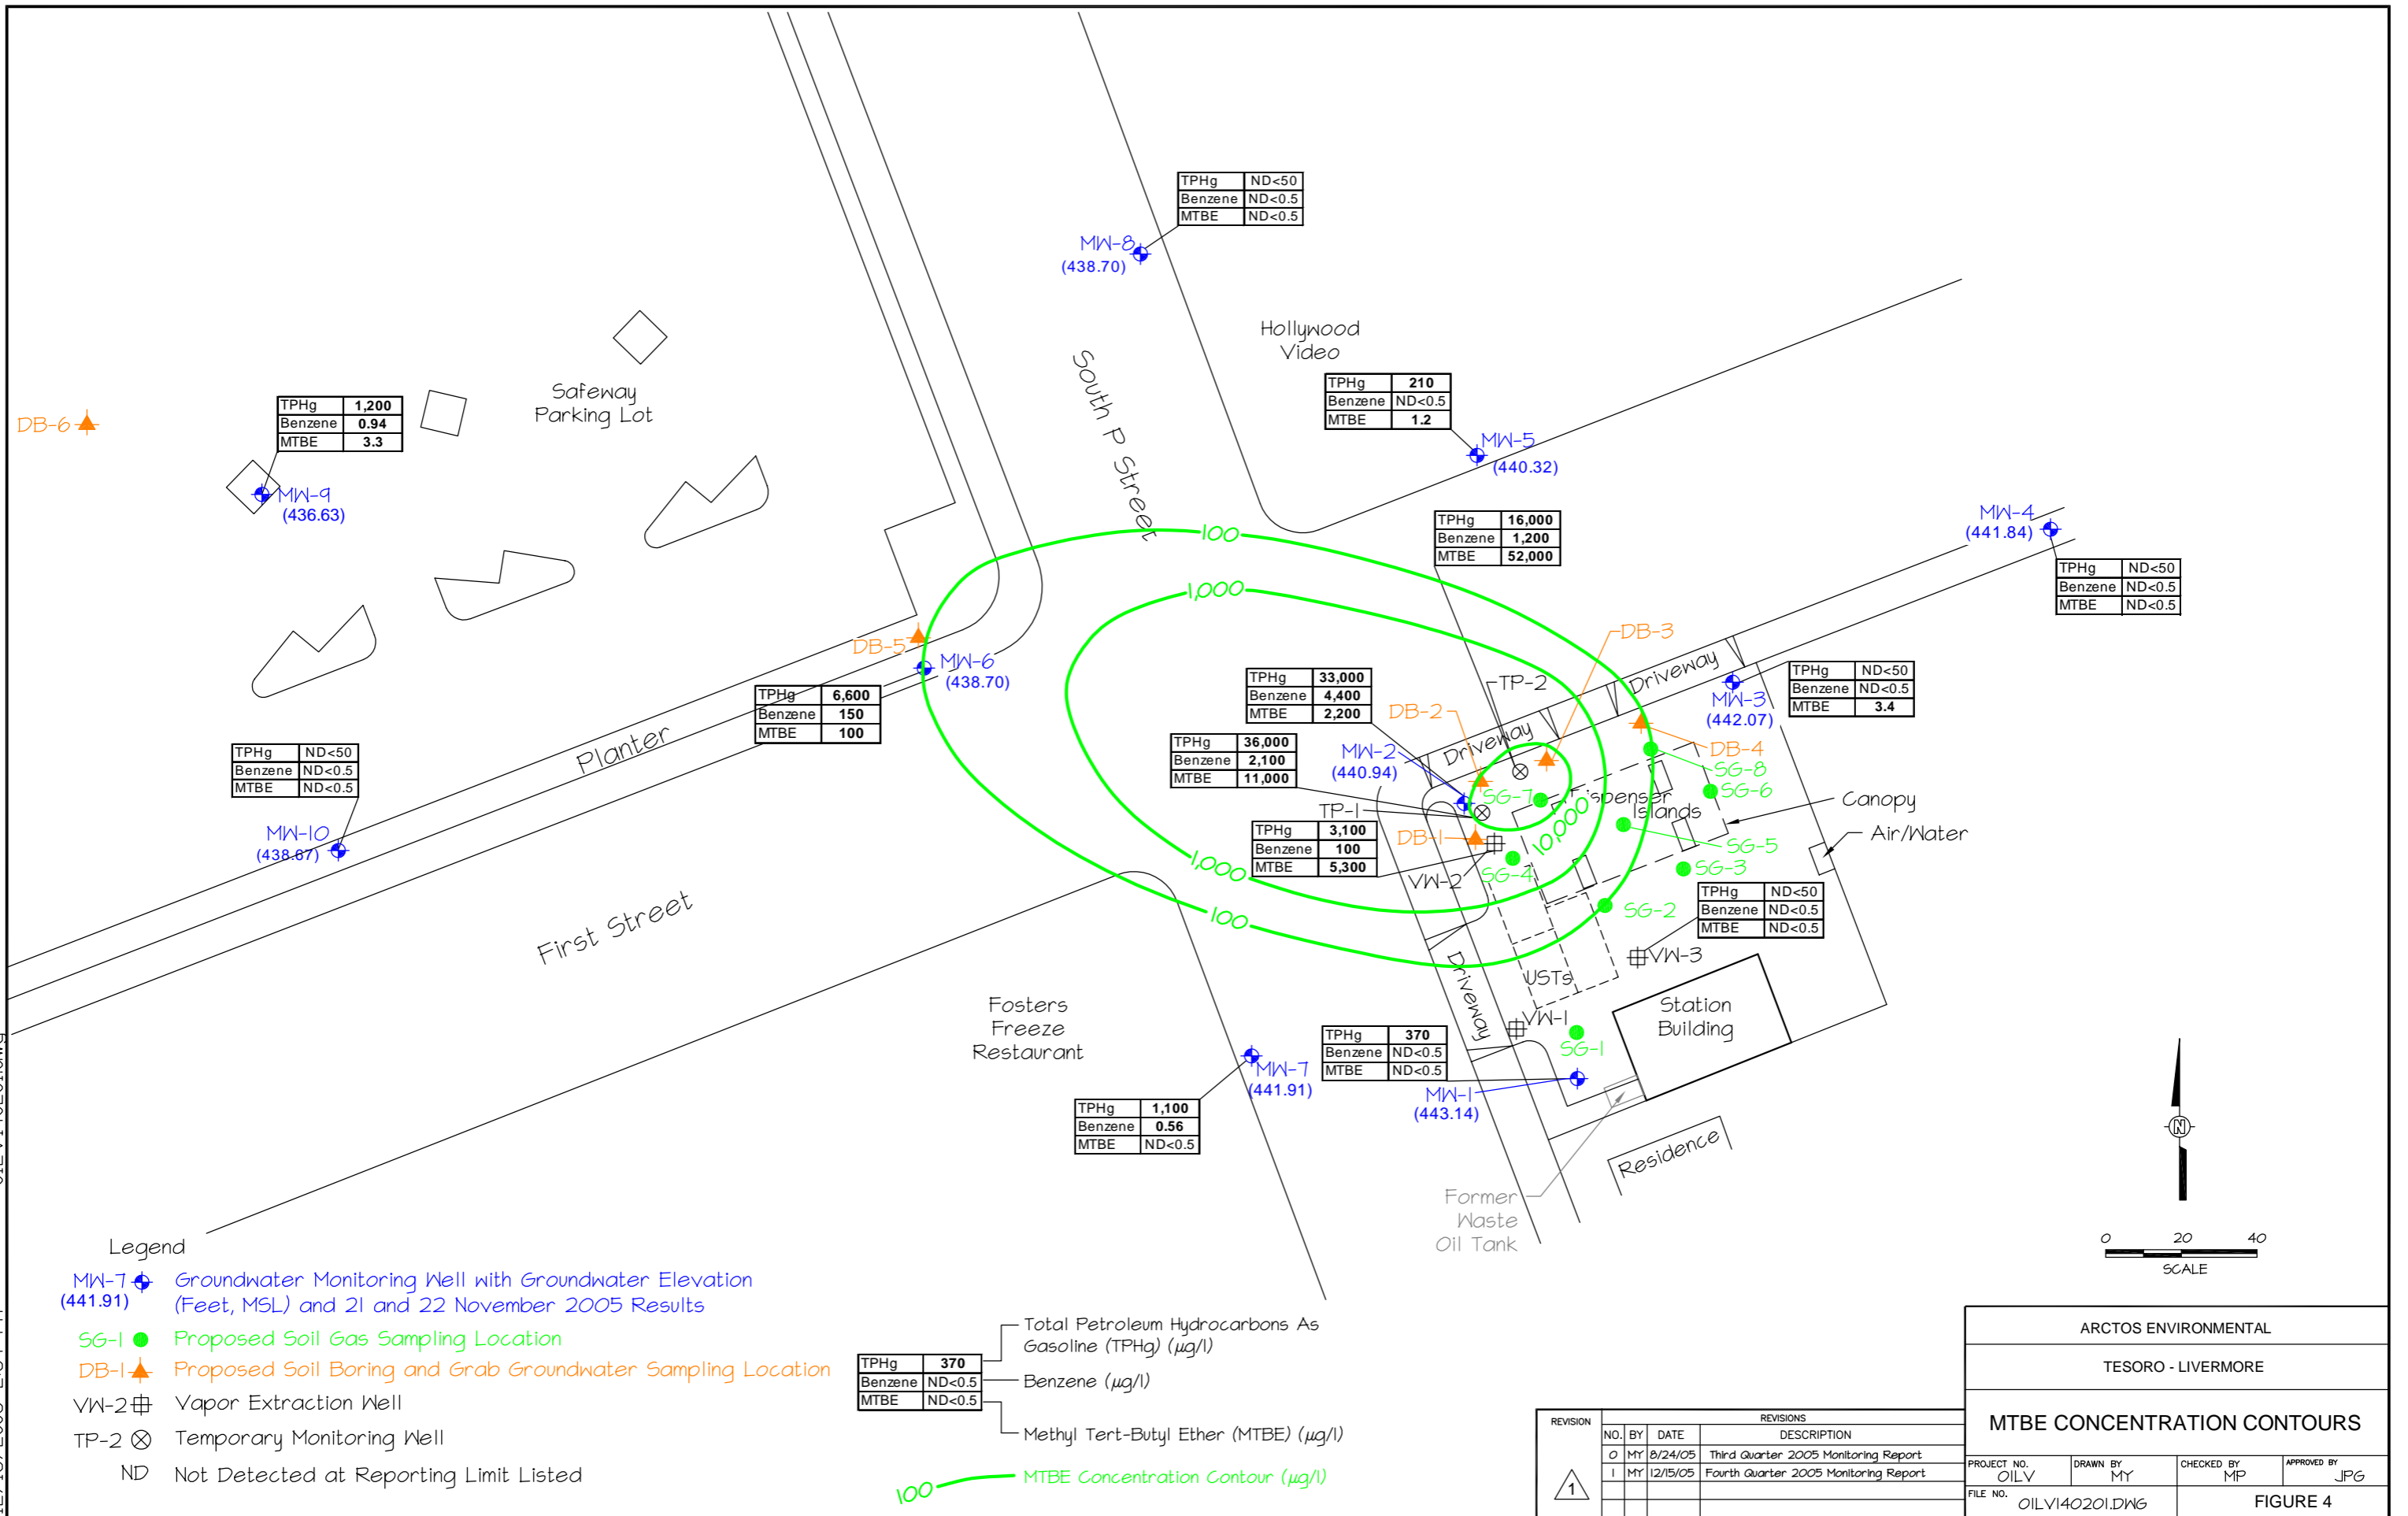 TPHg ND<50
Benzene ND<0.5
MTBE ND<0.5
MW-8
(438.70)
Hollywood
Video
South P Street
Safeway
Parking Lot
TPHg 210
Benzene ND<0.5
MTBE 1.2
MW-5
(440.32)
DB-6
TPHg 1,200
Benzene 0.94
MTBE 3.3
MW-9
(436.63)
MW-4
(441.84)
TPHg ND<50
Benzene ND<0.5
MTBE ND<0.5
TPHg 16,000
Benzene 1,200
MTBE 52,000
100
1,000
DB-3
DB-5
MW-6
(438.70)
TPHg 6,600
Benzene 150
MTBE 100
TPHg 33,000
Benzene 4,400
MTBE 2,200
TP-2
Driveway
MW-3
(442.07)
TPHg ND<50
Benzene ND<0.5
MTBE 3.4
DB-2
Driveway
DB-4
MW-2
(440.94)
TPHg 36,000
Benzene 2,100
MTBE 11,000
SG-8
SG-6
SG-7
Dispenser
Islands
Canopy
Air/Water
TP-1
10,000
DB-1
SG-5
SG-3
TPHg 3,100
Benzene 100
MTBE 5,300
VW-2
SG-4
SG-2
1,000
100
TPHg ND<50
Benzene ND<0.5
MTBE ND<0.5
VW-3
Planter
First Street
TPHg ND<50
Benzene ND<0.5
MTBE ND<0.5
MW-10
(438.67)
Driveway
USTs
Station
Building
Fosters
Freeze
Restaurant
VW-1
SG-1
TPHg 370
Benzene ND<0.5
MTBE ND<0.5
MW-1
(443.14)
MW-7
(441.91)
TPHg 1,100
Benzene 0.56
MTBE ND<0.5
Residence
Former
Waste
Oil Tank
N
0 20 40
SCALE
Legend
MW-7 (441.91) Groundwater Monitoring Well with Groundwater Elevation
(Feet, MSL) and 21 and 22 November 2005 Results
SG-1 Proposed Soil Gas Sampling Location
DB-1 Proposed Soil Boring and Grab Groundwater Sampling Location
VW-2 Vapor Extraction Well
TP-2 Temporary Monitoring Well
ND Not Detected at Reporting Limit Listed
TPHg 370
Benzene ND<0.5
MTBE ND<0.5
Total Petroleum Hydrocarbons As
Gasoline (TPHg) (µg/l)
Benzene (µg/l)
Methyl Tert-Butyl Ether (MTBE) (µg/l)
100 MTBE Concentration Contour (µg/l)
REVISION
1
REVISIONS
NO. BY DATE DESCRIPTION
0 MY 8/24/05 Third Quarter 2005 Monitoring Report
1 MY 12/15/05 Fourth Quarter 2005 Monitoring Report
ARCTOS ENVIRONMENTAL
TESORO - LIVERMORE
MTBE CONCENTRATION CONTOURS
PROJECT NO. 01LV
DRAWN BY MY
CHECKED BY MP
APPROVED BY JPG
FILE NO. 01LV140201.DWG
FIGURE 4